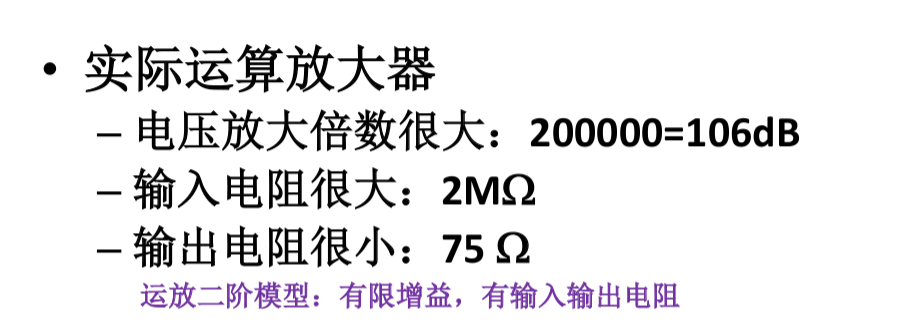 • 实际运算放大器
– 电压放大倍数很大：200000=106dB
– 输入电阻很大：2MΩ
– 输出电阻很小：75 Ω
运放二阶模型：有限增益，有输入输出电阻